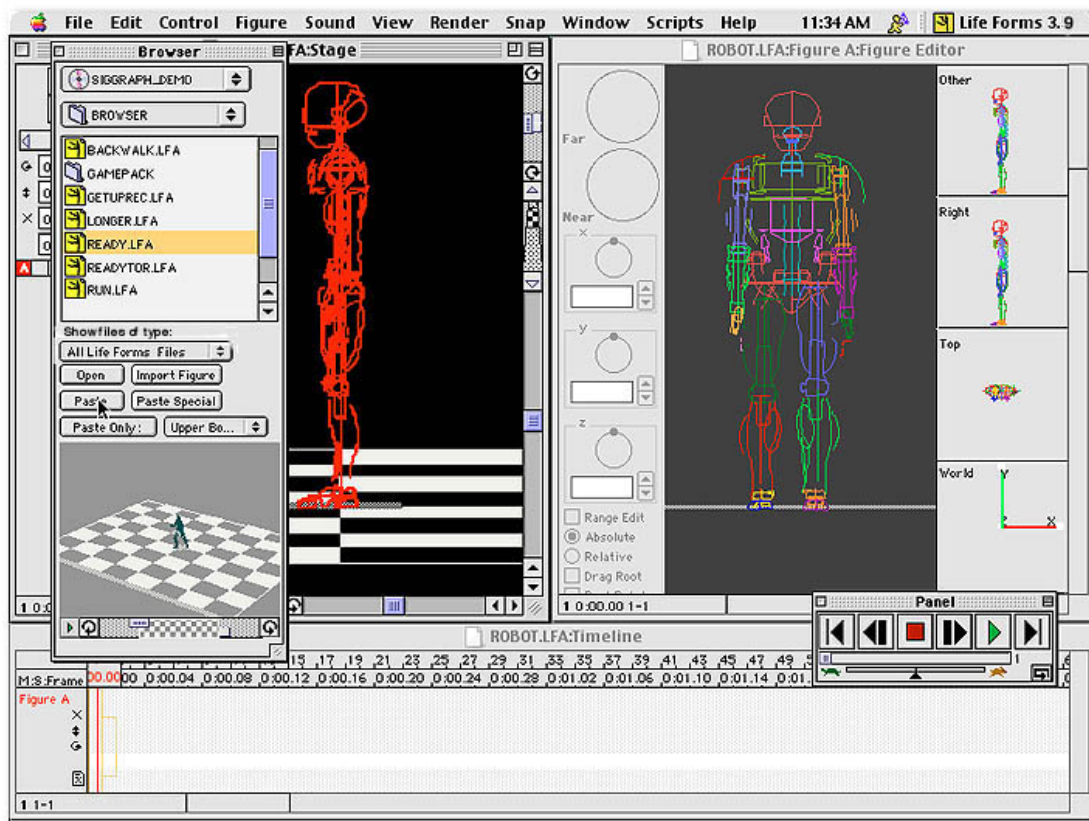 File Edit Control Figure Sound View Render Snap Window Scripts Help 11:34 AM Life Forms 3.9
Browser
SIGGRAPH_DEMO
BROWSER
BACKWALK.LFA
GAMEPACK
GETUPREC.LFA
LONGER.LFA
READY.LFA
READYTOR.LFA
RUN.LFA
Showfiles of type:
All Life Forms Files
Open Import Figure
Paste Paste Special
Paste Only: Upper Bo...
LFA:Stage
A
1 0:0
ROBOT.LFA:Figure A:Figure Editor
Far
Near
x
y
z
Range Edit
Absolute
Relative
Drag Root
1 0:00.00 1-1
Other
Right
Top
World
Y
X
Panel
1
ROBOT.LFA:Timeline
15 17 19 21 23 25 27 29 31 33 35 37 39 41 43 45 47 49
M:S:Frame 00.00 00 0:00.04 0:00.08 0:00.12 0:00.16 0:00.20 0:00.24 0:00.28 0:01.02 0:01.06 0:01.10 0:01.14 0:01.
Figure A
1 1-1